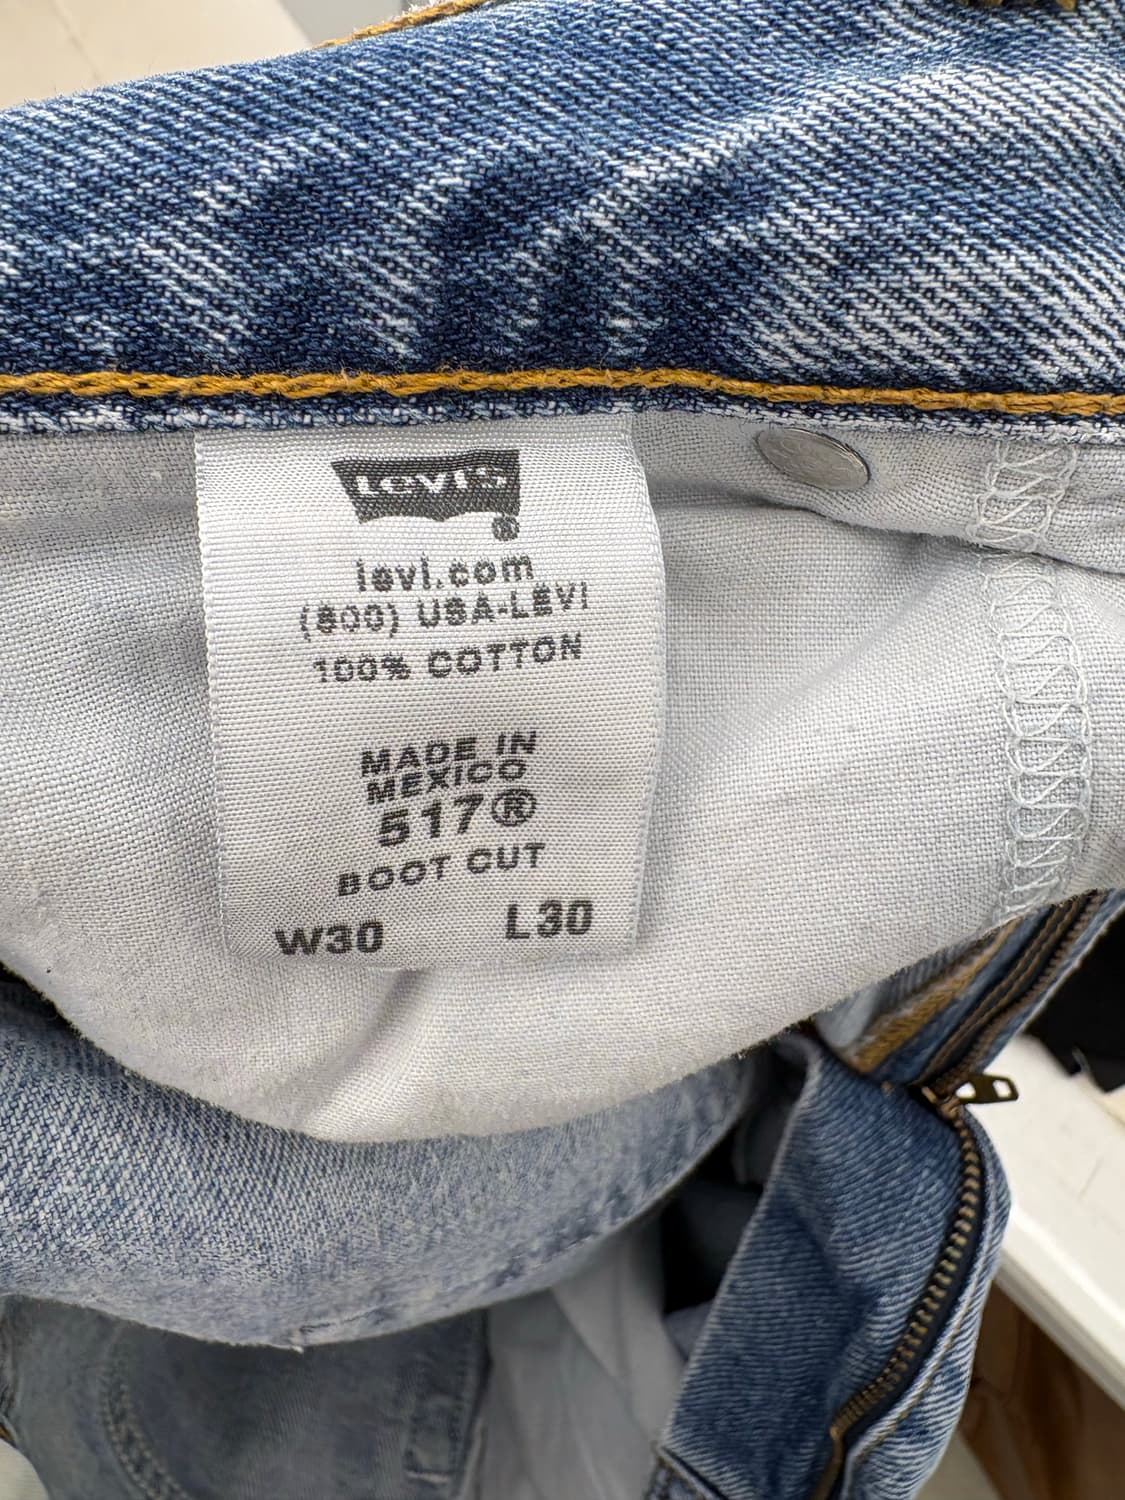 Levi's
®
levi.com
(800) USA-LEVI
100% COTTON
MADE IN
MEXICO
517®
BOOT CUT
W30 L30